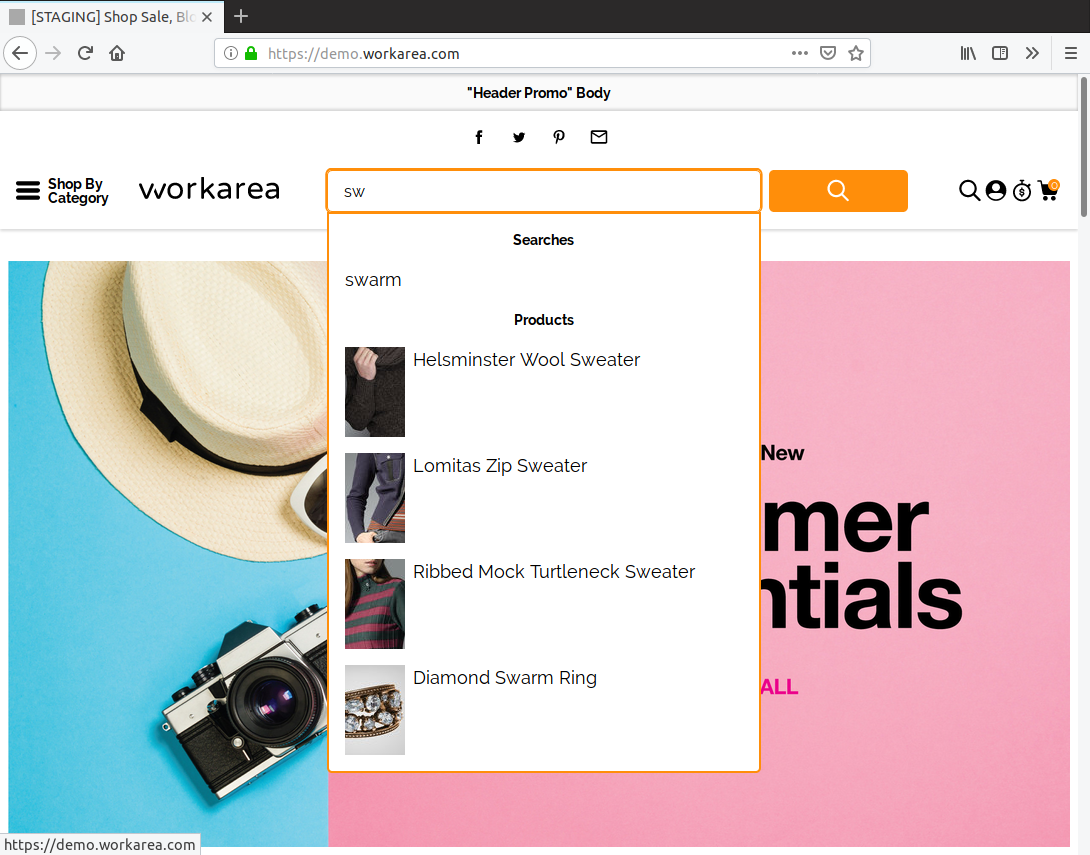 [STAGING] Shop Sale, Blo
https://demo.workarea.com
"Header Promo" Body
Shop By
Category
workarea
sw
0
Searches
swarm
Products
Helsminster Wool Sweater
Lomitas Zip Sweater
Ribbed Mock Turtleneck Sweater
Diamond Swarm Ring
New
mer
ntials
ALL
https://demo.workarea.com